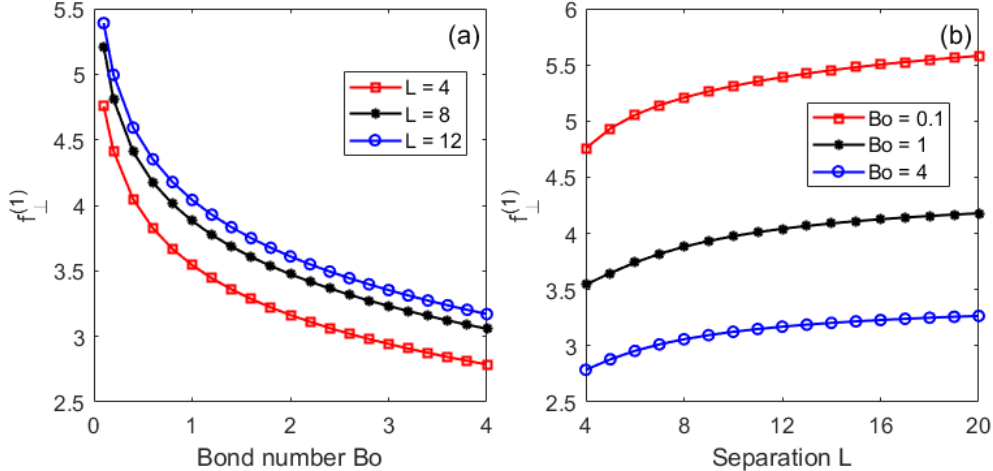 (a)
5.5
5
4.5
4
3.5
3
2.5
f⊥(1)
L = 4
L = 8
L = 12
0
1
2
3
4
Bond number Bo
(b)
6
5.5
5
4.5
4
3.5
3
2.5
f⊥(1)
Bo = 0.1
Bo = 1
Bo = 4
4
8
12
16
20
Separation L